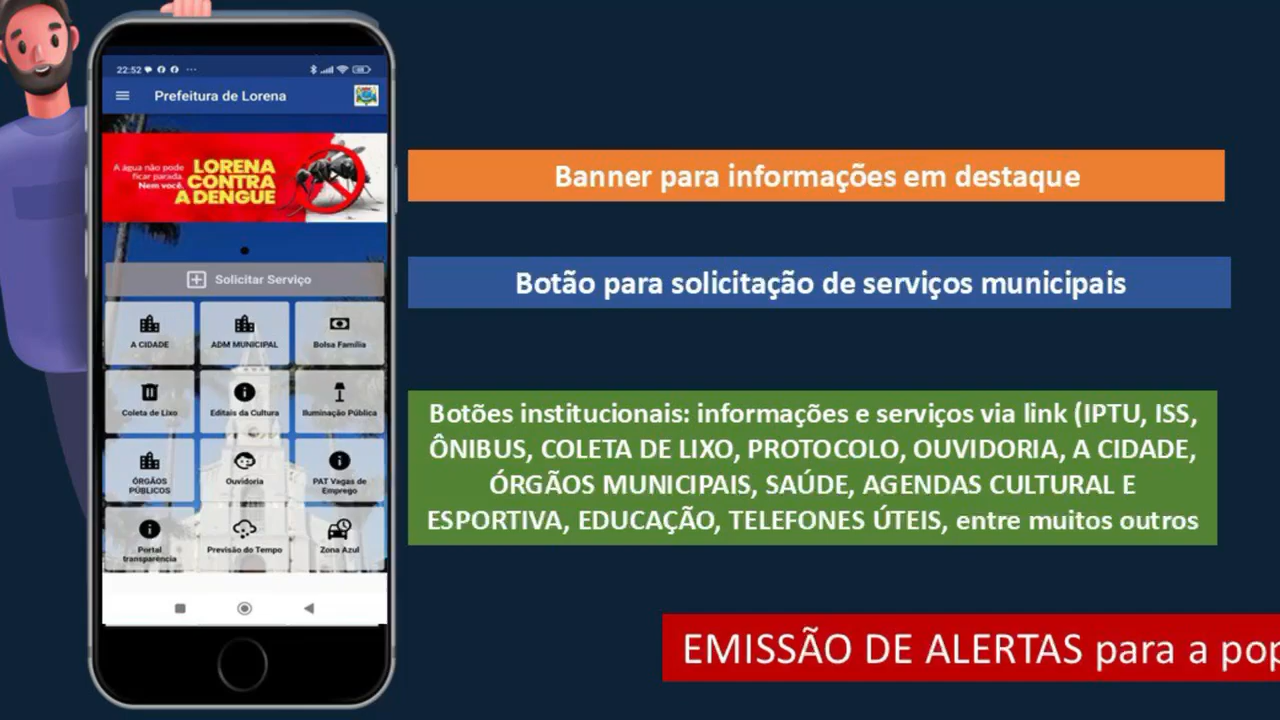 22:52
Prefeitura de Lorena
A água não pode
ficar parada.
Nem você.
LORENA
CONTRA
A DENGUE
Solicitar Serviço
A CIDADE
ADM MUNICIPAL
Bolsa Família
Coleta de Lixo
Editais da Cultura
Iluminação Pública
ÓRGÃOS
PÚBLICOS
Ouvidoria
PAT Vagas de
Emprego
Portal
transparência
Previsão do Tempo
Zona Azul
Banner para informações em destaque
Botão para solicitação de serviços municipais
Botões institucionais: informações e serviços via link (IPTU, ISS,
ÔNIBUS, COLETA DE LIXO, PROTOCOLO, OUVIDORIA, A CIDADE,
ÓRGÃOS MUNICIPAIS, SAÚDE, AGENDAS CULTURAL E
ESPORTIVA, EDUCAÇÃO, TELEFONES ÚTEIS, entre muitos outros
EMISSÃO DE ALERTAS para a pop